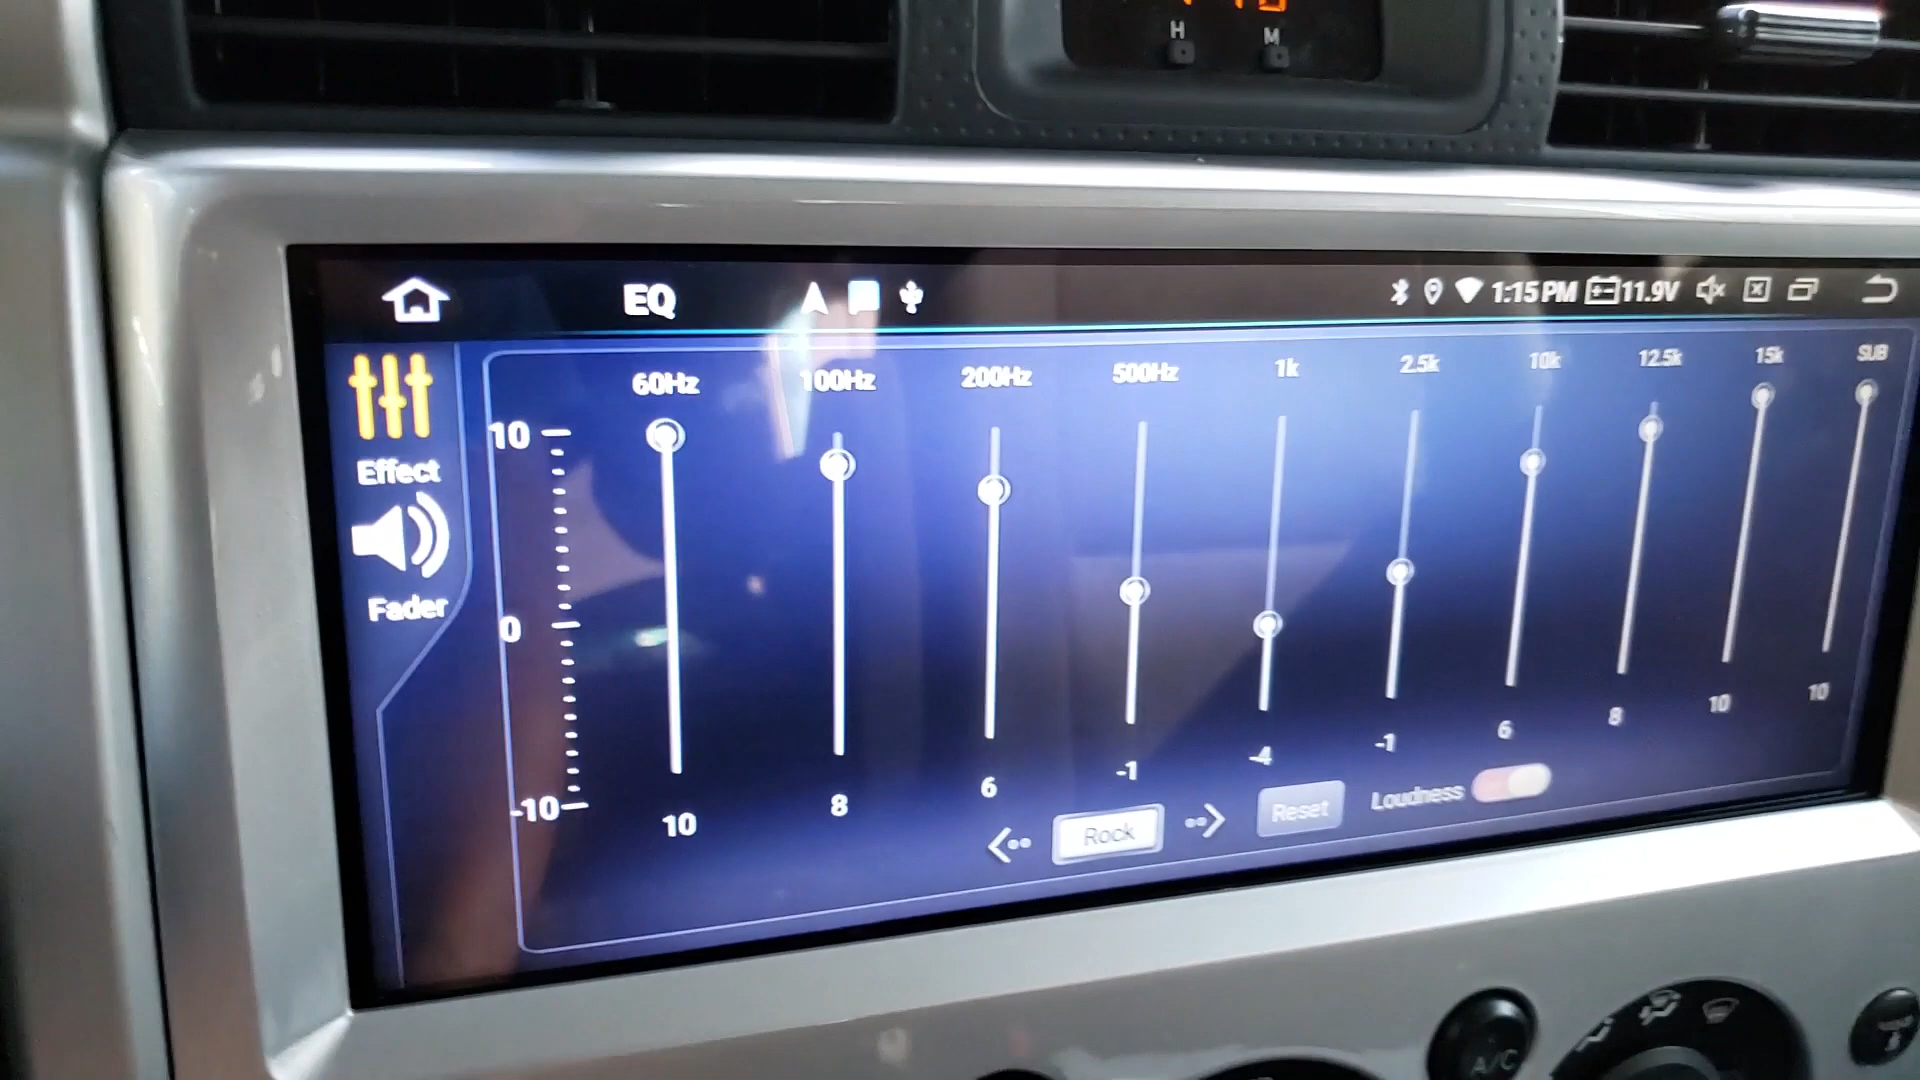 H M
EQ 1:15 PM 11.9V
60Hz 100Hz 200Hz 500Hz 1k 2.5k 10k 12.5k 15k SUB
10
Effect
0
Fader
-10
10 8 6 -1 -4 -1 6 8 10 10
Rock Reset Loudness
A/C